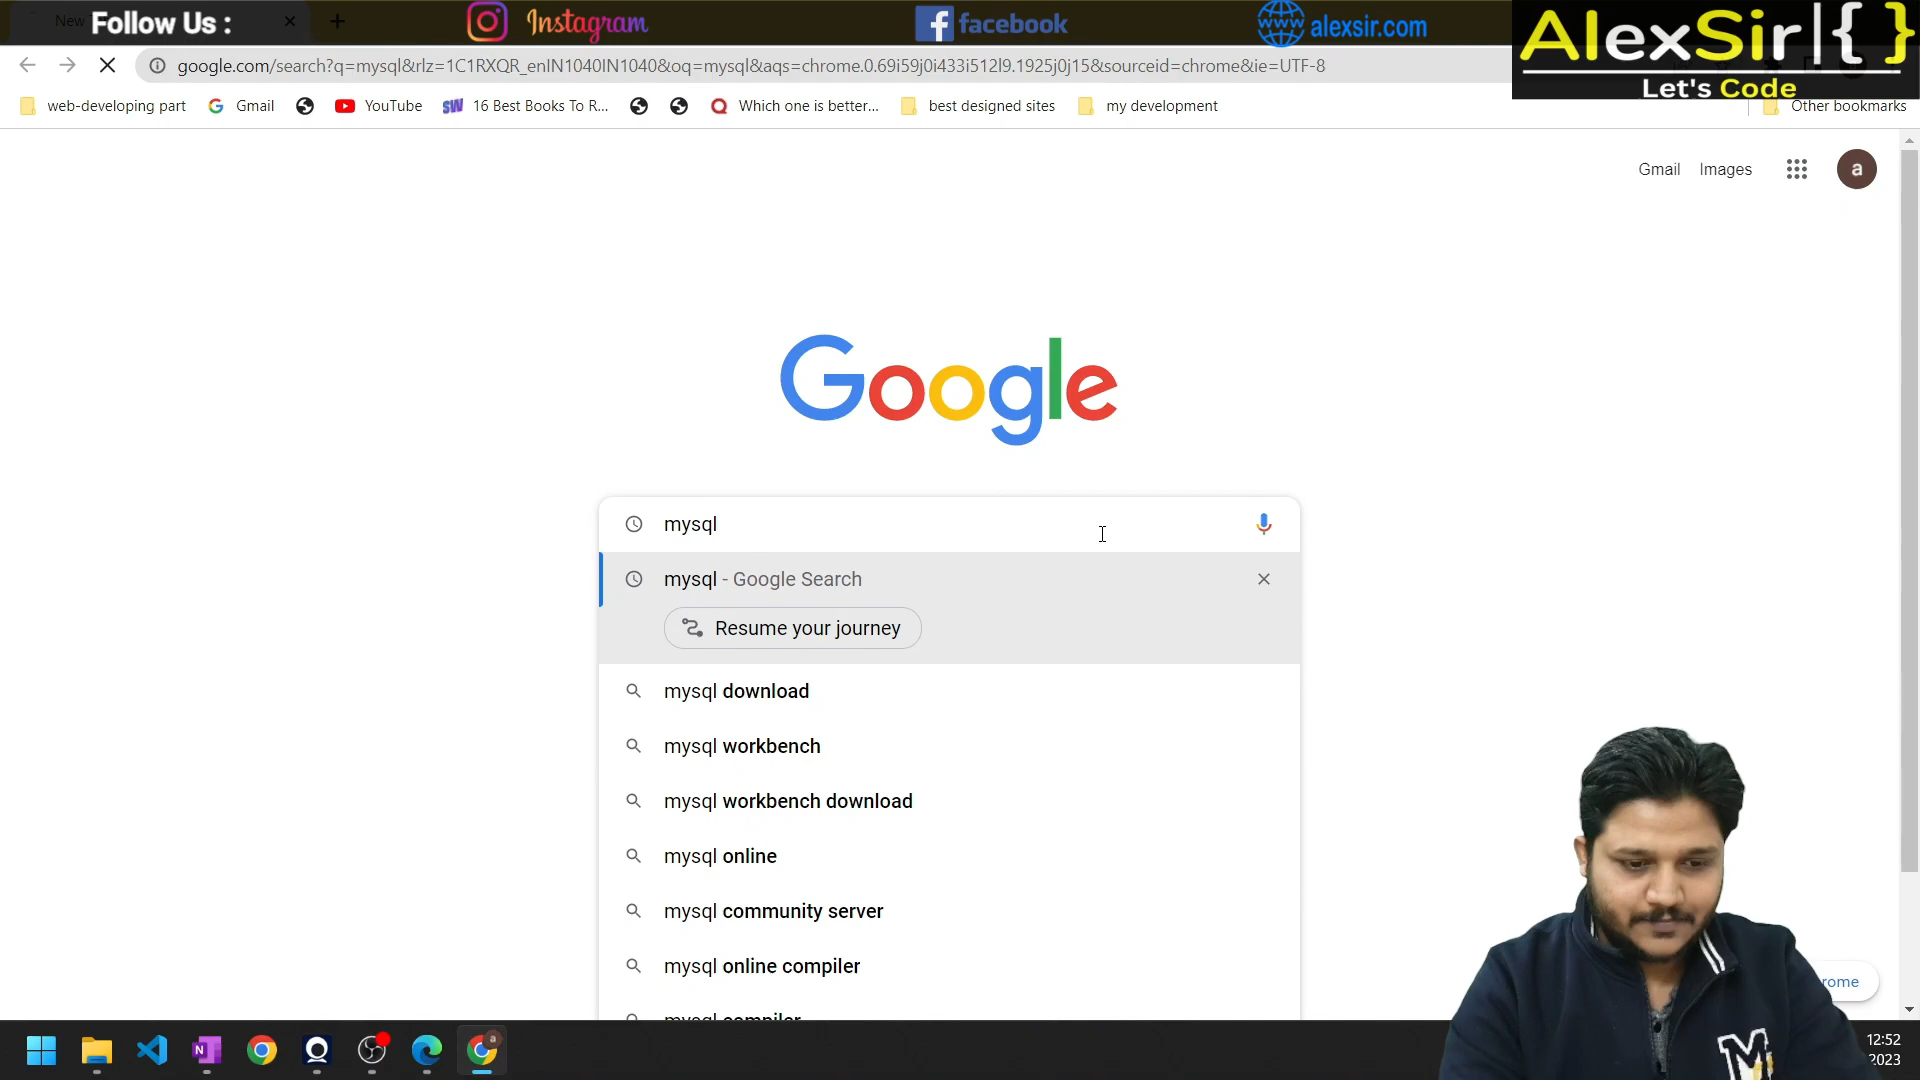 New
Follow Us :
Instagram
facebook
alexsir.com
AlexSir|{ }
Let's Code
google.com/search?q=mysql&rlz=1C1RXQR_enIN1040IN1040&oq=mysql&aqs=chrome.0.69i59j0i433i512l9.1925j0j15&sourceid=chrome&ie=UTF-8
web-developing part
Gmail
YouTube
16 Best Books To R...
Which one is better...
best designed sites
my development
Other bookmarks
Gmail
Images
a
Google
mysql
mysql - Google Search
Resume your journey
mysql download
mysql workbench
mysql workbench download
mysql online
mysql community server
mysql online compiler
mysql compiler
rome
M
12:52
2023